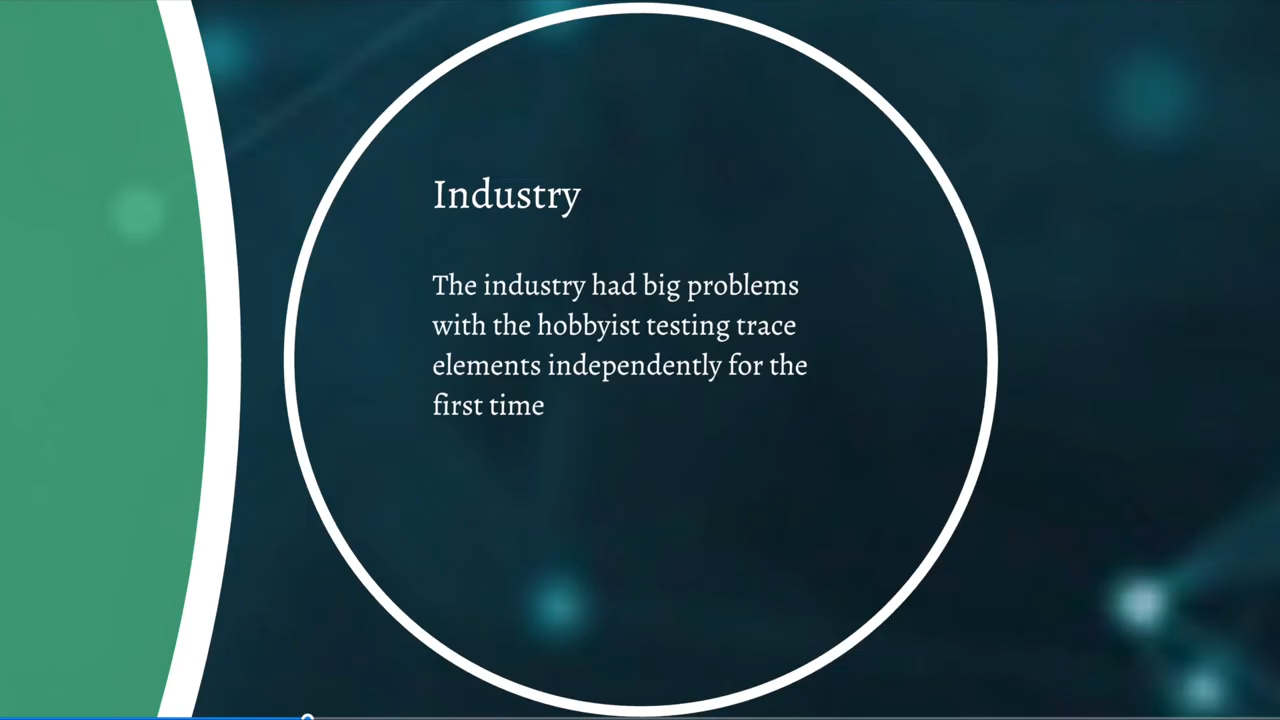 Industry
The industry had big problems
with the hobbyist testing trace
elements independently for the
first time